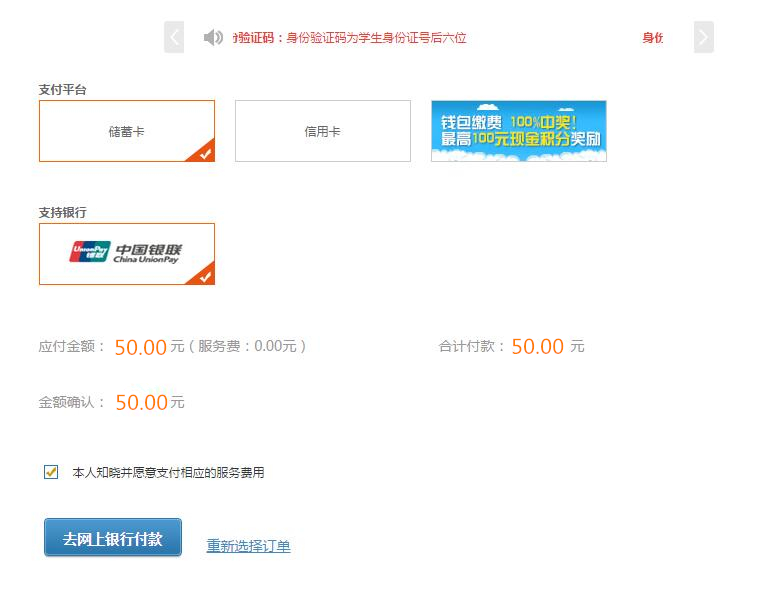 份验证码：身份验证码为学生身份证号后六位 身份
支付平台
储蓄卡 信用卡 钱包缴费 100%中奖!
最高100元现金积分奖励
支持银行
UnionPay 银联 中国银联
China UnionPay
应付金额： 50.00 元 ( 服务费：0.00元 ) 合计付款： 50.00 元
金额确认： 50.00 元
本人知晓并愿意支付相应的服务费用
去网上银行付款 重新选择订单